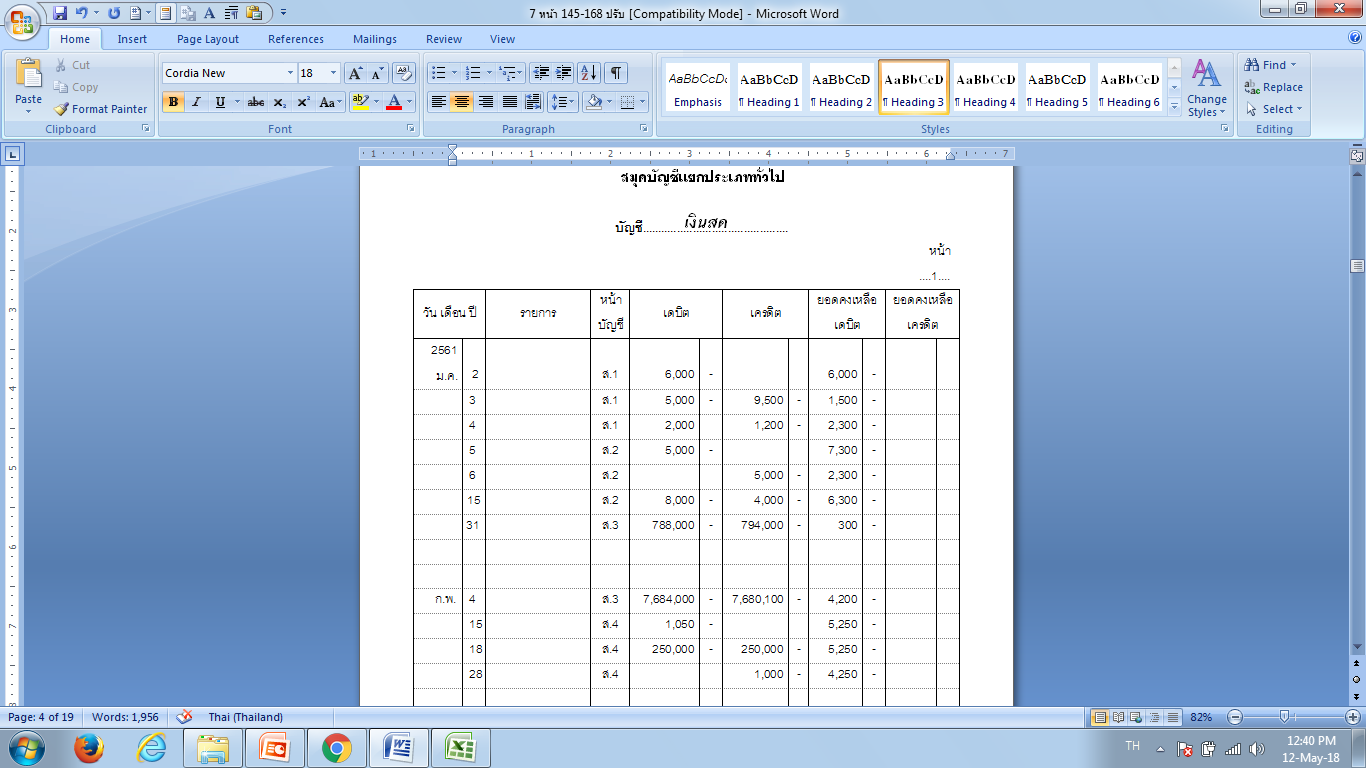 7 หน้า 145-168 ปรับ [Compatibility Mode] - Microsoft Word
Home Insert Page Layout References Mailings Review View
Paste
Cut
Copy
Format Painter
Clipboard
Cordia New 18
Font
Paragraph
AaBbCcDc AaBbCcD AaBbCcD AaBbCcD AaBbCcD AaBbCcD AaBbCcD
Emphasis ¶ Heading 1 ¶ Heading 2 ¶ Heading 3 ¶ Heading 4 ¶ Heading 5 ¶ Heading 6
Change Styles
Styles
Find
Replace
Select
Editing
สมุดบัญชีแยกประเภททั่วไป
บัญชี เงินสด
หน้า
....1....
วัน เดือน ปี รายการ หน้าบัญชี เดบิต เครดิต ยอดคงเหลือเดบิต ยอดคงเหลือเครดิต
2561
ม.ค. 2 ส.1 6,000 - 6,000 -
3 ส.1 5,000 - 9,500 - 1,500 -
4 ส.1 2,000 1,200 - 2,300 -
5 ส.2 5,000 - 7,300 -
6 ส.2 5,000 - 2,300 -
15 ส.2 8,000 - 4,000 - 6,300 -
31 ส.3 788,000 - 794,000 - 300 -
ก.พ. 4 ส.3 7,684,000 - 7,680,100 - 4,200 -
15 ส.4 1,050 - 5,250 -
18 ส.4 250,000 - 250,000 - 5,250 -
28 ส.4 1,000 - 4,250 -
Page: 4 of 19 Words: 1,956 Thai (Thailand) 82%
TH 12:40 PM
12-May-18